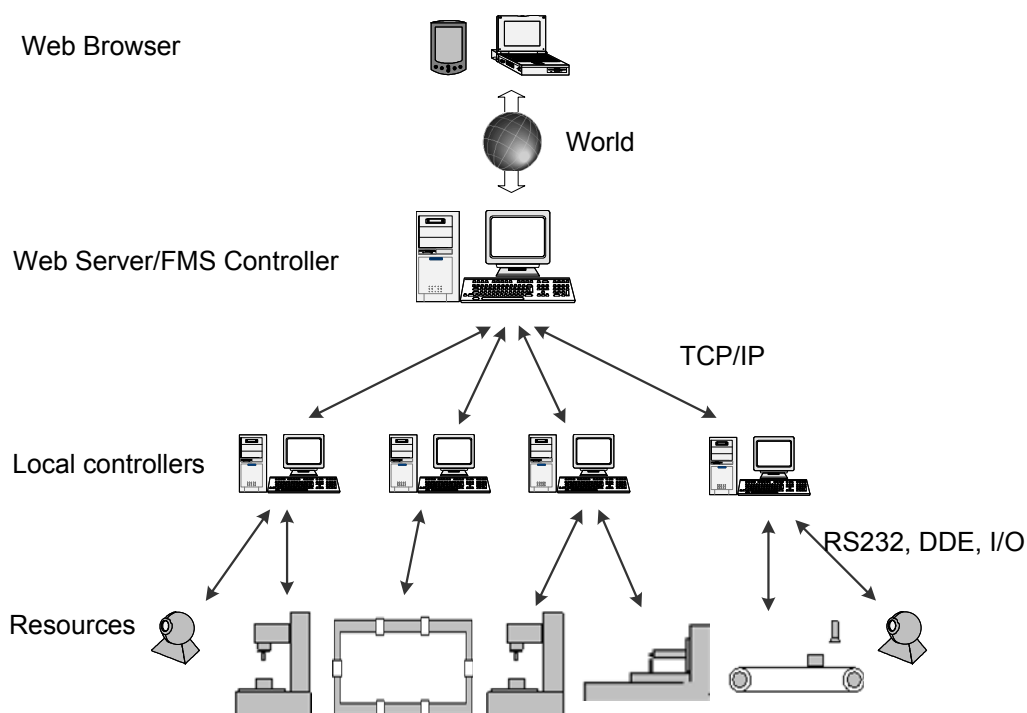 Web Browser
World
Web Server/FMS Controller
TCP/IP
Local controllers
RS232, DDE, I/O
Resources